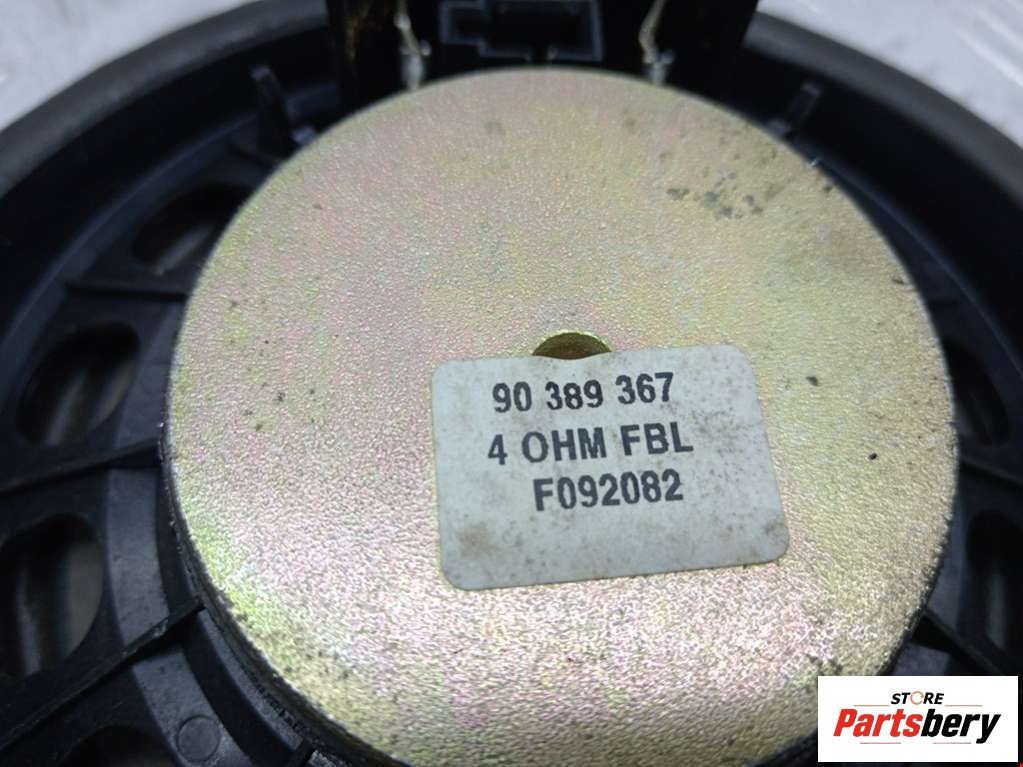 90 389 367
4 OHM FBL
F092082
STORE
Partsbery